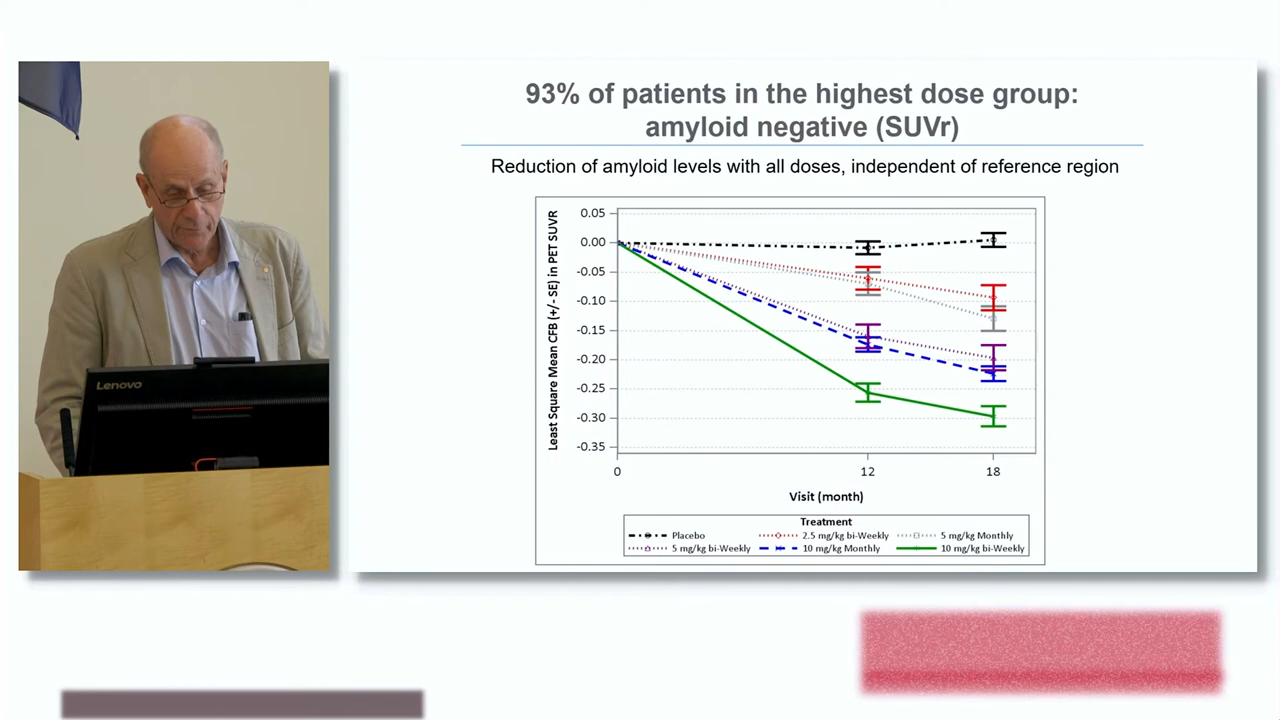 Lenovo
93% of patients in the highest dose group:
amyloid negative (SUVr)
Reduction of amyloid levels with all doses, independent of reference region
Least Square Mean CFB (+/- SE) in PET SUVR
0.05
0.00
-0.05
-0.10
-0.15
-0.20
-0.25
-0.30
-0.35
0 12 18
Visit (month)
Treatment
Placebo 2.5 mg/kg bi-Weekly 5 mg/kg Monthly
5 mg/kg bi-Weekly 10 mg/kg Monthly 10 mg/kg bi-Weekly